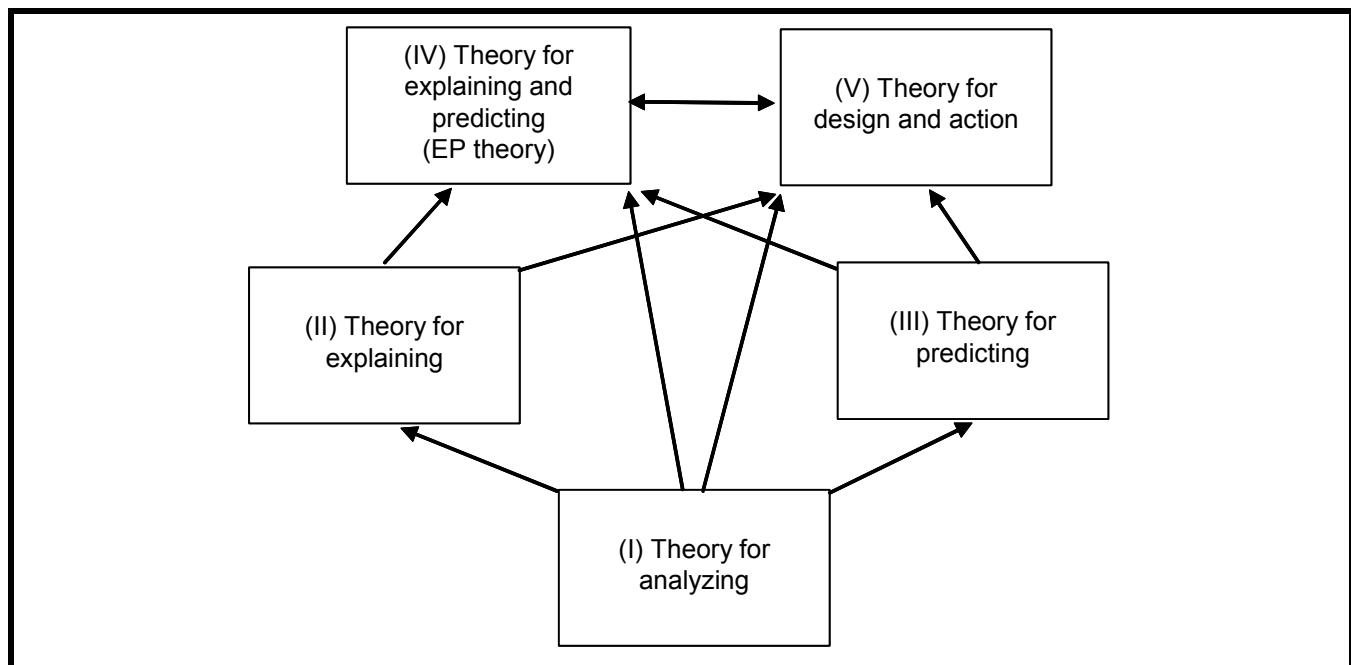 (IV) Theory for
explaining and
predicting
(EP theory)
(V) Theory for
design and action
(II) Theory for
explaining
(III) Theory for
predicting
(I) Theory for
analyzing